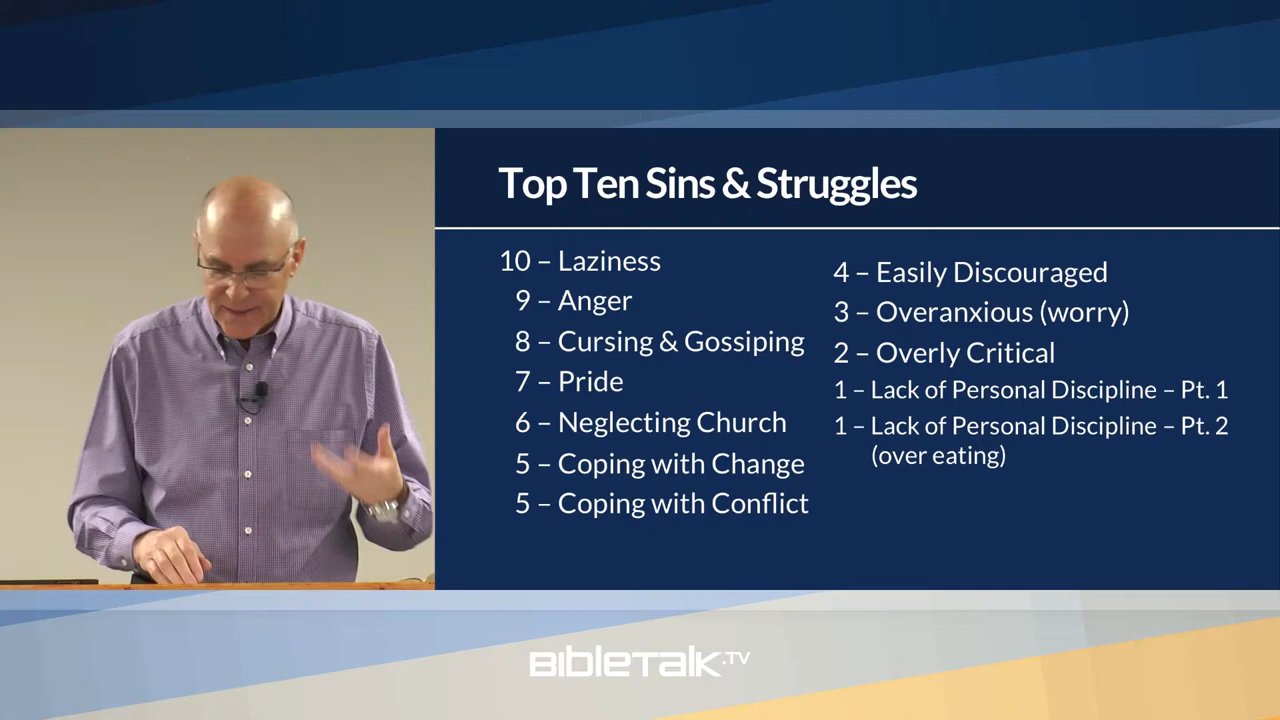 Top Ten Sins & Struggles
10 – Laziness
9 – Anger
8 – Cursing & Gossiping
7 – Pride
6 – Neglecting Church
5 – Coping with Change
5 – Coping with Conflict
4 – Easily Discouraged
3 – Overanxious (worry)
2 – Overly Critical
1 – Lack of Personal Discipline – Pt. 1
1 – Lack of Personal Discipline – Pt. 2
(over eating)
BIBLETALK.TV